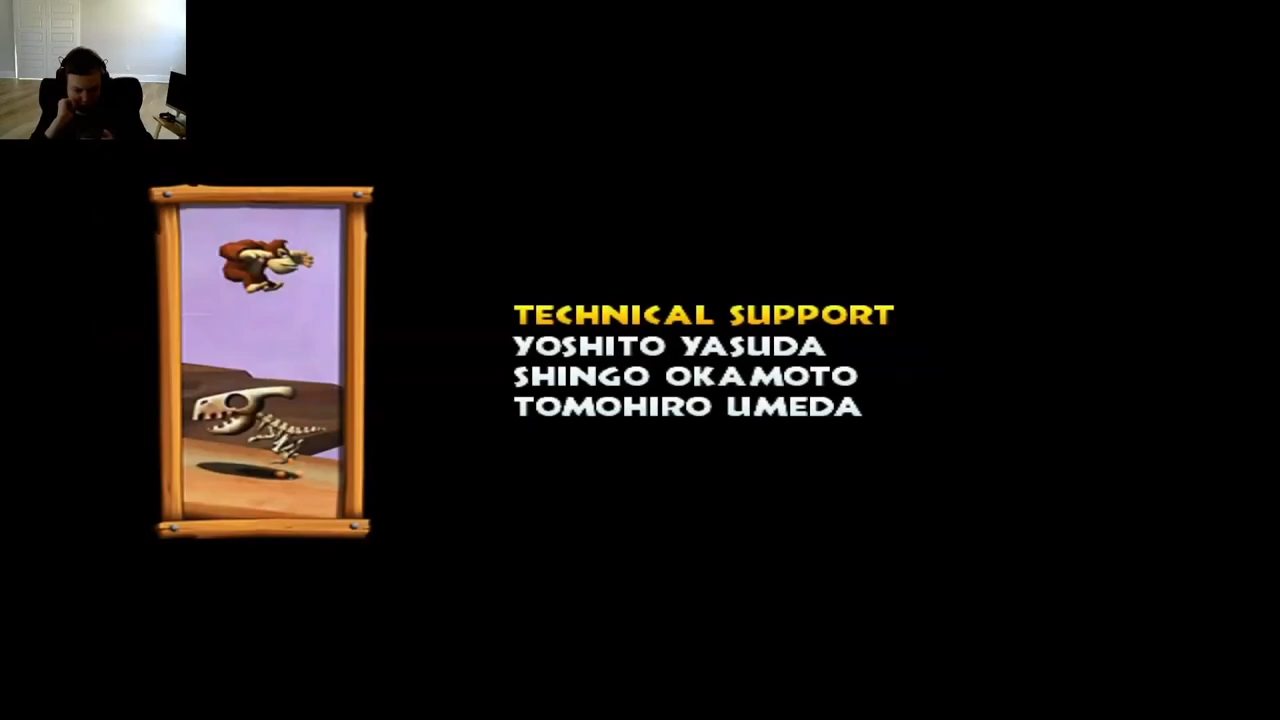 TECHNICAL SUPPORT
YOSHITO YASUDA
SHINGO OKAMOTO
TOMOHIRO UMEDA